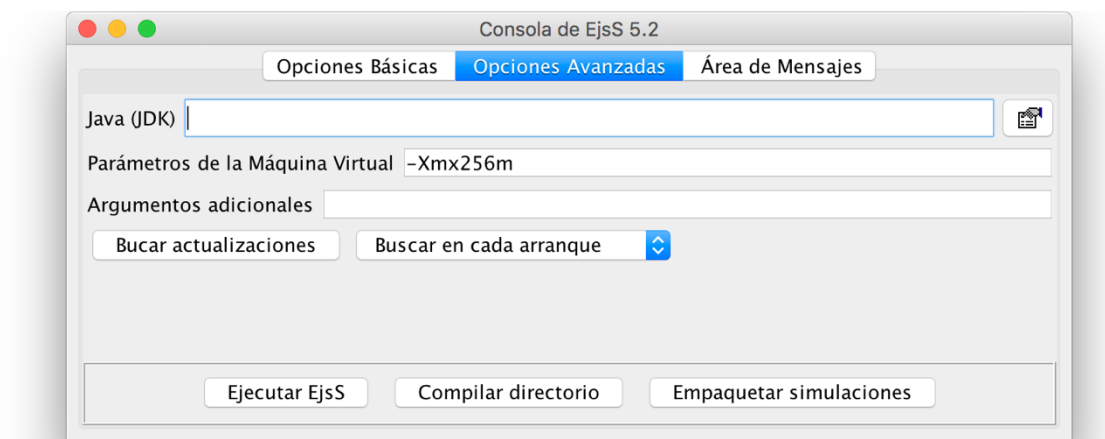 Consola de EjsS 5.2
Opciones Básicas Opciones Avanzadas Área de Mensajes
Java (JDK)
Parámetros de la Máquina Virtual -Xmx256m
Argumentos adicionales
Bucar actualizaciones Buscar en cada arranque
Ejecutar EjsS Compilar directorio Empaquetar simulaciones